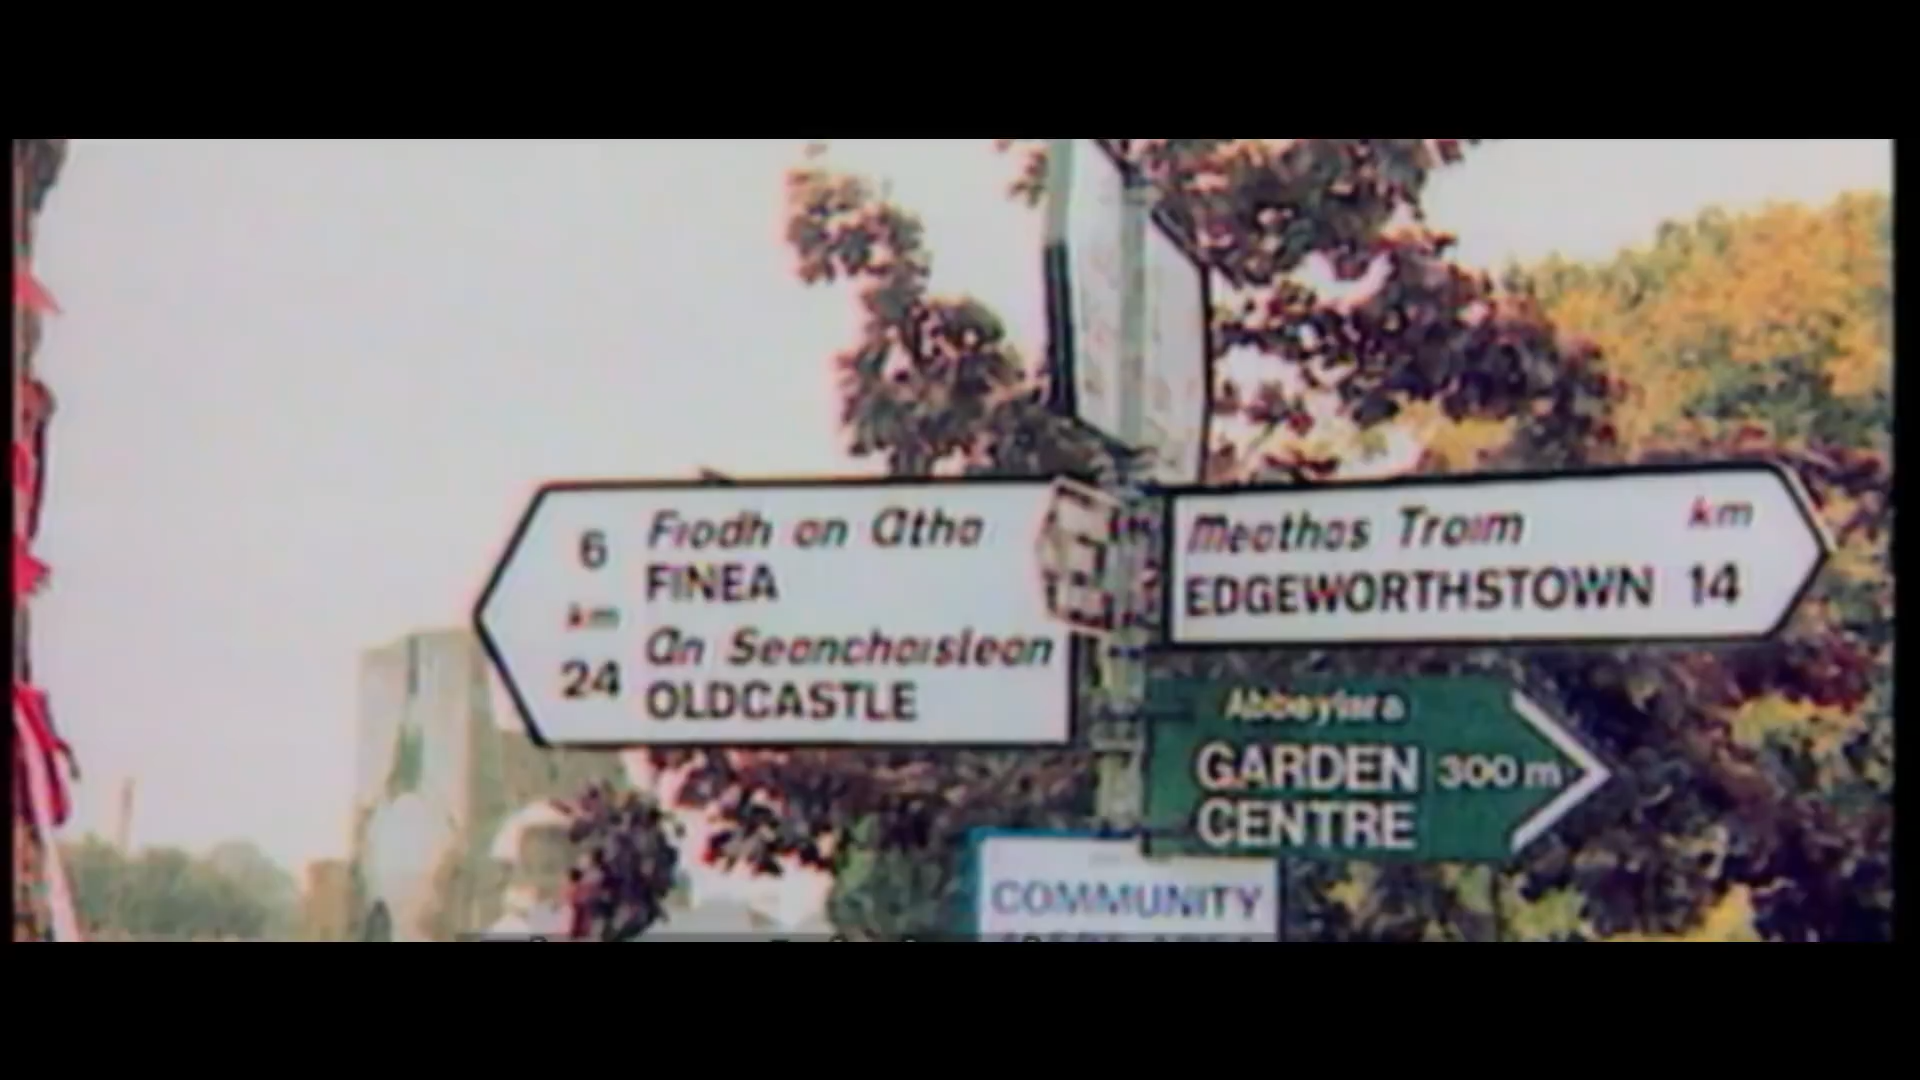 6 Fiodh an Átha
FINEA
km
24 An Seanchaisleán
OLDCASTLE
Meathas Troim km
EDGEWORTHSTOWN 14
Abbeylara
GARDEN 300m
CENTRE
COMMUNITY